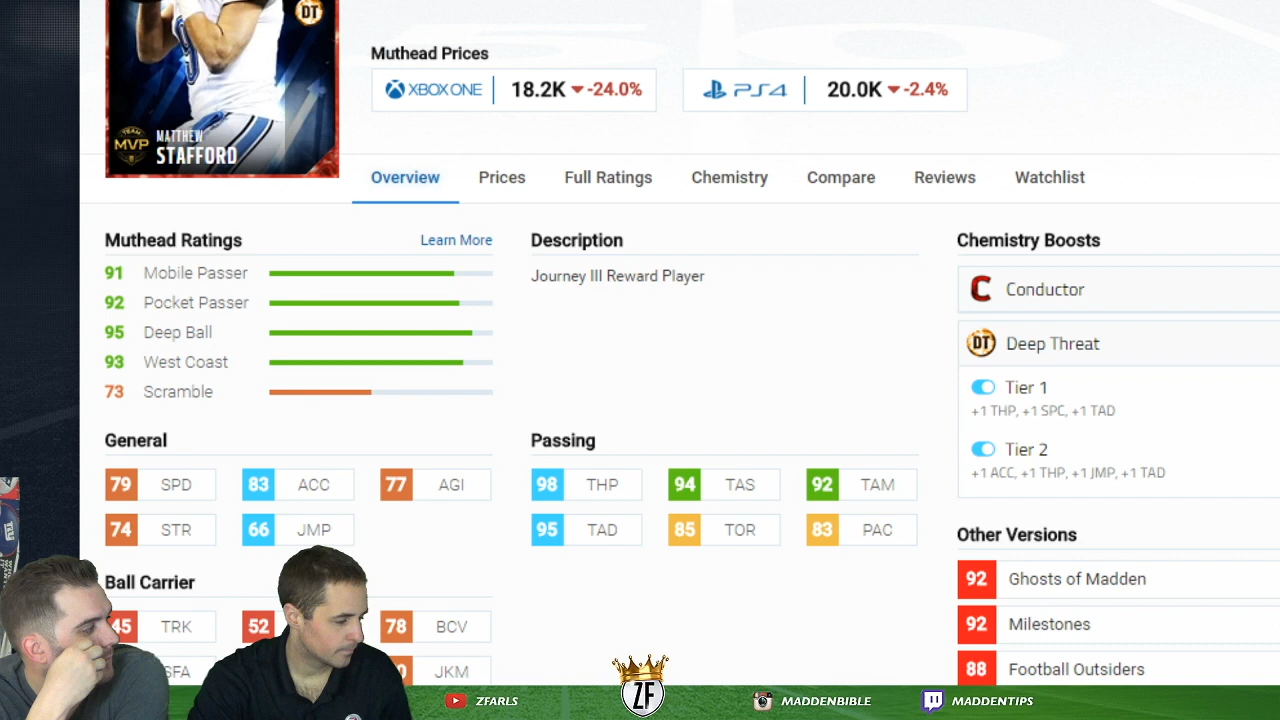 DT
TEAM
MVP
MATTHEW
STAFFORD
Muthead Prices
XBOX ONE 18.2K -24.0%
PS4 20.0K -2.4%
Overview Prices Full Ratings Chemistry Compare Reviews Watchlist
Muthead Ratings Learn More
91 Mobile Passer
92 Pocket Passer
95 Deep Ball
93 West Coast
73 Scramble
Description
Journey III Reward Player
Chemistry Boosts
C Conductor
DT Deep Threat
Tier 1
+1 THP, +1 SPC, +1 TAD
Tier 2
+1 ACC, +1 THP, +1 JMP, +1 TAD
General
79 SPD 83 ACC 77 AGI
74 STR 66 JMP
Passing
98 THP 94 TAS 92 TAM
95 TAD 85 TOR 83 PAC
Other Versions
92 Ghosts of Madden
92 Milestones
88 Football Outsiders
Ball Carrier
45 TRK 52 78 BCV
SFA JKM
ZFARLS ZF MADDENBIBLE MADDENTIPS